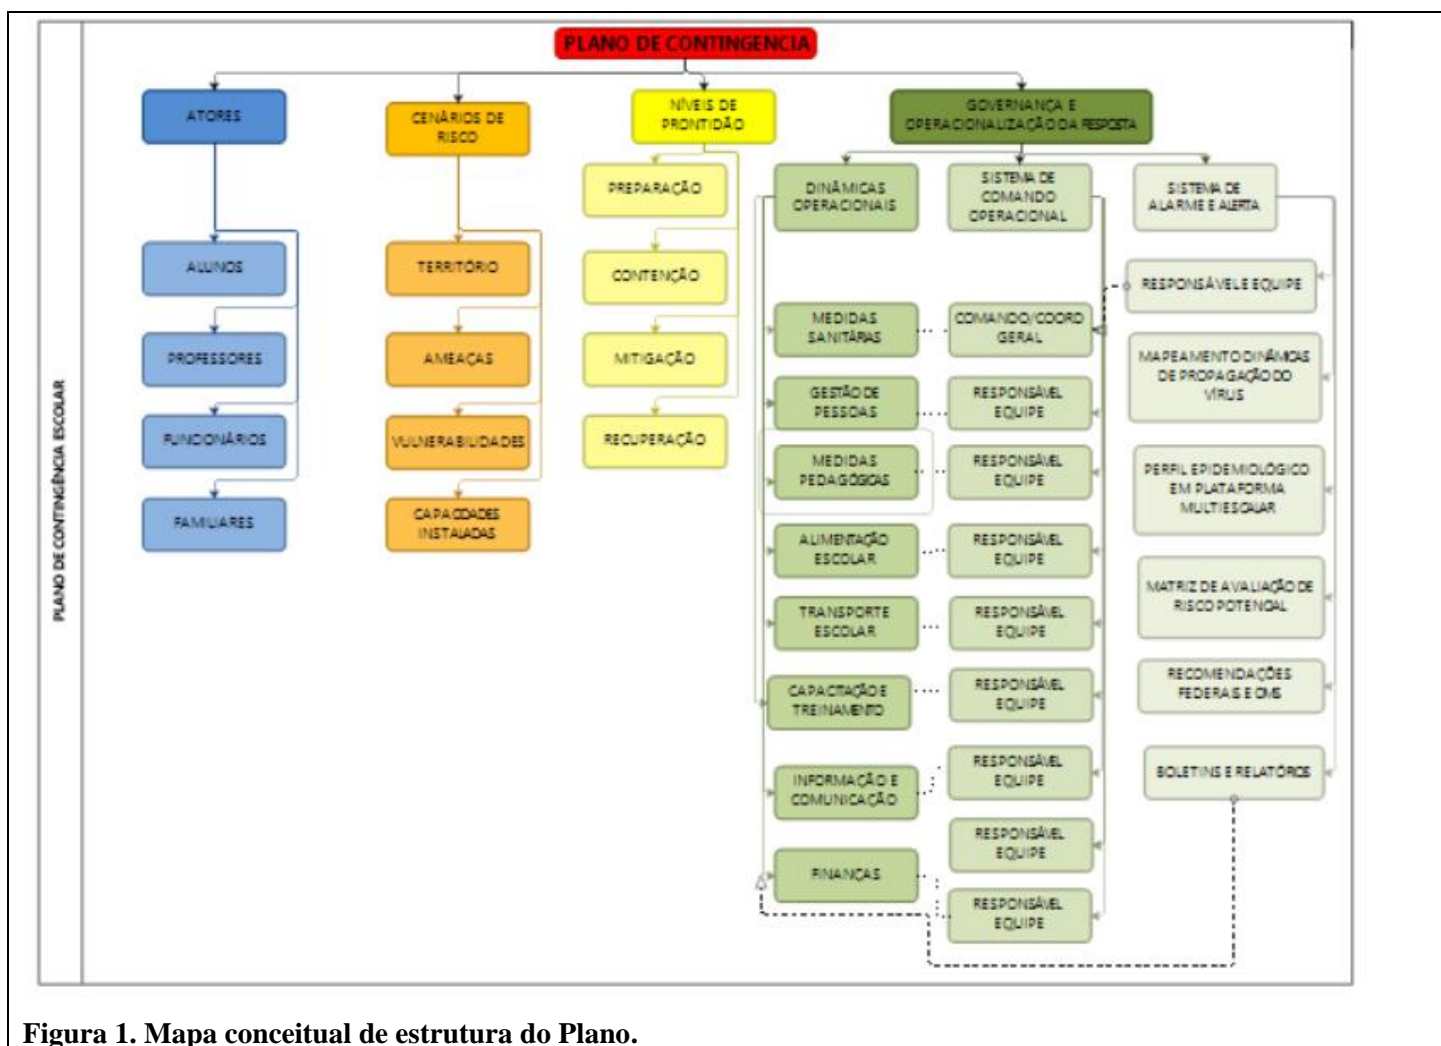 PLANO DE CONTINGENCIA
ATORES
CENÁRIOS DE
RISCO
NÍVEIS DE
PRONTIDÃO
GOVERNANÇA E
OPERACIONALIZAÇÃO DA RESPOSTA
ALUNOS
PROFESSORES
FUNCIONÁRIOS
FAMILIARES
TERRITÓRIO
AMEAÇAS
VULNERABILIDADES
CAPACIDADES
INSTALADAS
PREPARAÇÃO
CONTENÇÃO
MITIGAÇÃO
RECUPERAÇÃO
DINÂMICAS
OPERACIONAIS
MEDIDAS
SANITÁRIAS
GESTÃO DE
PESSOAS
MEDIDAS
PEDAGÓGICAS
ALIMENTAÇÃO
ESCOLAR
TRANSPORTE
ESCOLAR
CAPACITAÇÃO E
TREINAMENTO
INFORMAÇÃO E
COMUNICAÇÃO
FINANÇAS
SISTEMA DE
COMANDO
OPERACIONAL
COMANDO/COORD
GERAL
RESPONSÁVEL
EQUIPE
RESPONSÁVEL
EQUIPE
RESPONSÁVEL
EQUIPE
RESPONSÁVEL
EQUIPE
RESPONSÁVEL
EQUIPE
RESPONSÁVEL
EQUIPE
RESPONSÁVEL
EQUIPE
RESPONSÁVEL
EQUIPE
SISTEMA DE
ALARME E ALERTA
RESPONSÁVEL E EQUIPE
MAPEAMENTO DINÂMICAS
DE PROPAGAÇÃO DO
VÍRUS
PERFIL EPIDEMIOLÓGICO
EM PLATAFORMA
MULTIESCALAR
MATRIZ DE AVALIAÇÃO DE
RISCO POTENCIAL
RECOMENDAÇÕES
FEDERAIS E OMS
BOLETINS E RELATÓRIOS
PLANO DE CONTINGÊNCIA ESCOLAR
Figura 1. Mapa conceitual de estrutura do Plano.